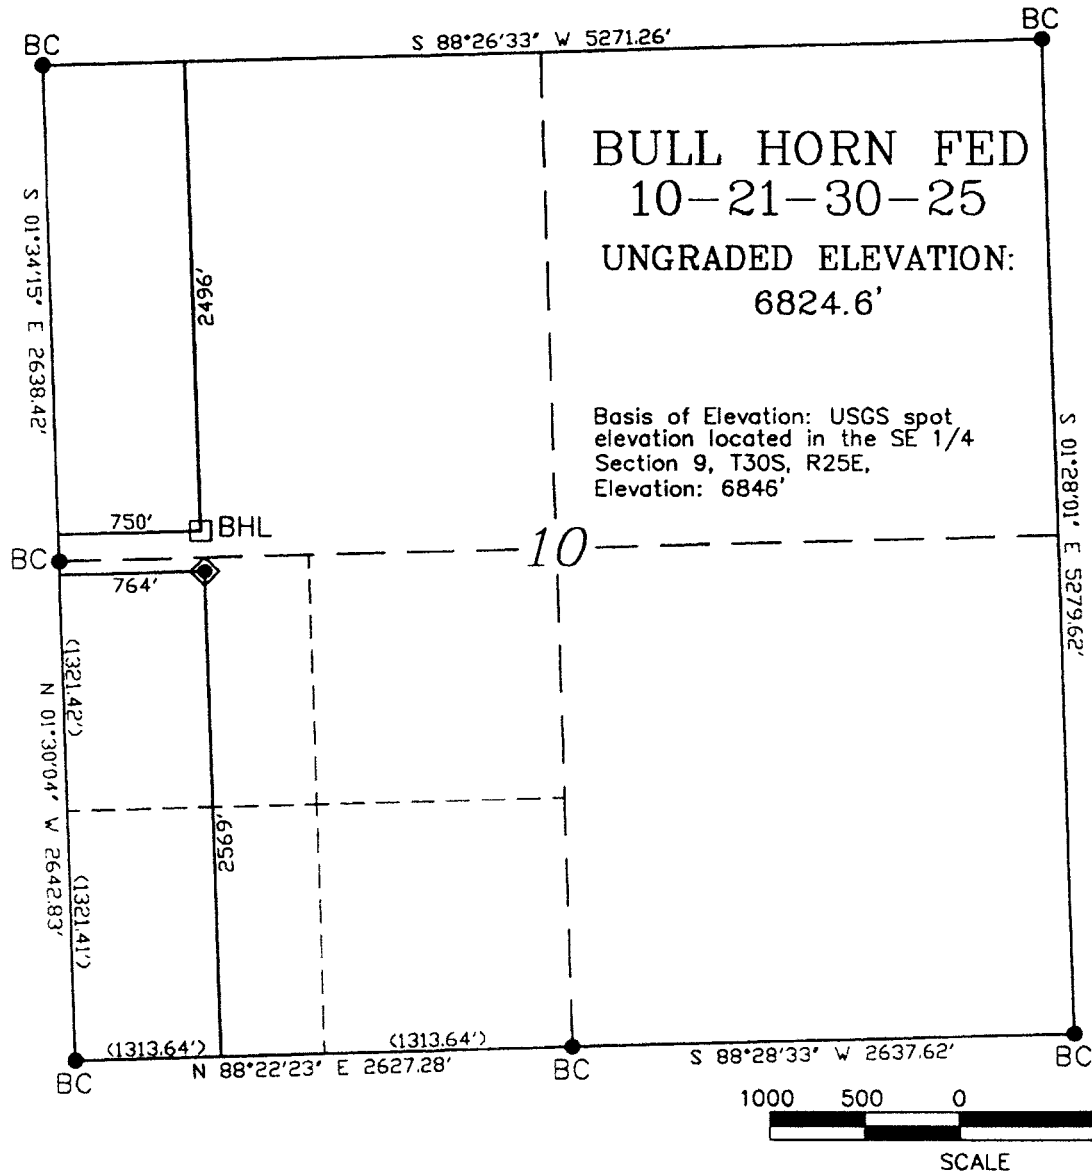 BC
S 88°26'33" W 5271.26'
BC
BULL HORN FED
10-21-30-25
UNGRADED ELEVATION:
6824.6'
S 01°34'15" E 2638.42'
2496'
Basis of Elevation: USGS spot
elevation located in the SE 1/4
Section 9, T30S, R25E,
Elevation: 6846'
S 01°28'01" E 5279.62'
750'
BHL
BC
10
764'
(1321.42')
N 01°30'04" W 2642.83'
2569'
(1321.41')
(1313.64')
(1313.64')
N 88°22'23" E 2627.28'
S 88°28'33" W 2637.62'
BC
BC
BC
1000 500 0
SCALE